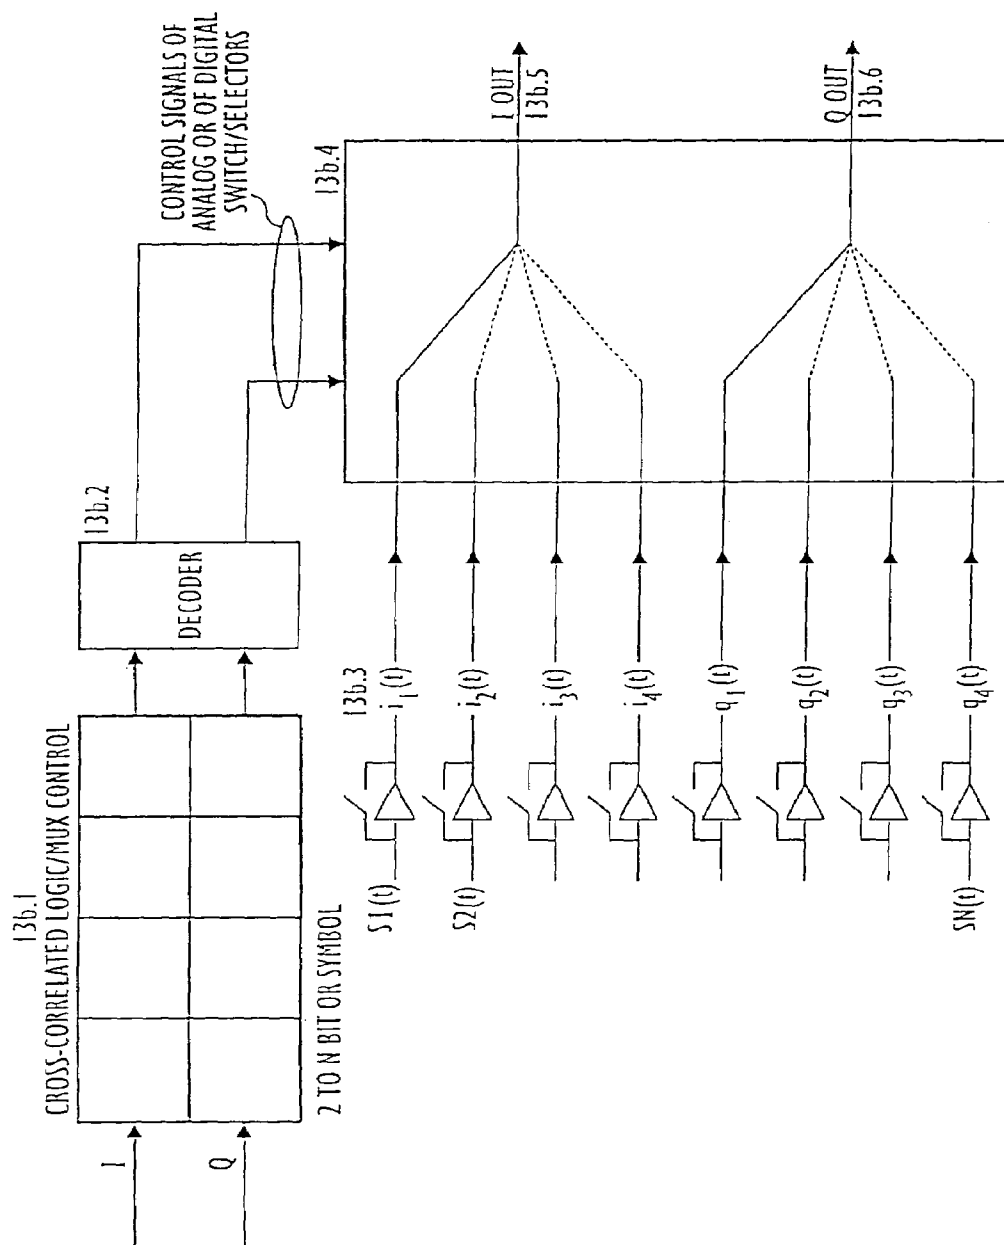 13b.1
CROSS-CORRELATED LOGIC/MUX CONTROL
I
Q
2 TO N BIT OR SYMBOL
13b.2
DECODER
CONTROL SIGNALS OF
ANALOG OR OF DIGITAL
SWITCH/SELECTORS
13b.3
S1(t)
i1(t)
S2(t)
i2(t)
i3(t)
i4(t)
q1(t)
q2(t)
q3(t)
SN(t)
q4(t)
13b.4
I OUT
13b.5
Q OUT
13b.6